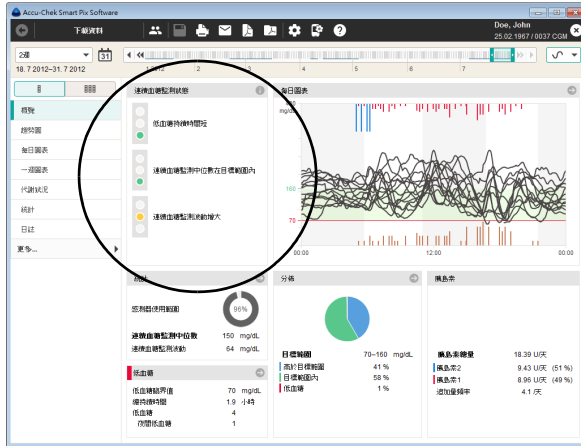 Accu-Chek Smart Pix Software
下載資料
Doe, John
25.02.1967 / 0037 CGM
2週
31
18. 7 2012–31. 7 2012
2012
2
3
4
5
6
7
概覽
趨勢圖
每日圖表
一週圖表
代謝狀況
統計
日誌
更多...
連續血糖監測狀態
低血糖持續時間短
連續血糖監測中位數在目標範圍內
連續血糖監測波動增大
每日圖表
mg/dL
160
70
00:00
12:00
00:00
統計
監測器使用範圍
96%
連續血糖監測中位數 150 mg/dL
連續血糖監測波動 64 mg/dL
低血糖
低血糖臨界值 70 mg/dL
維持時間 1.9 小時
低血糖 4
夜間低血糖 1
分佈
目標範圍 70–160 mg/dL
高於目標範圍 41 %
目標範圍內 58 %
低血糖 1 %
胰島素
胰島素總量 18.39 U/天
胰島素2 9.43 U/天 (51 %)
胰島素1 8.96 U/天 (49 %)
追加量頻率 4.1 /天